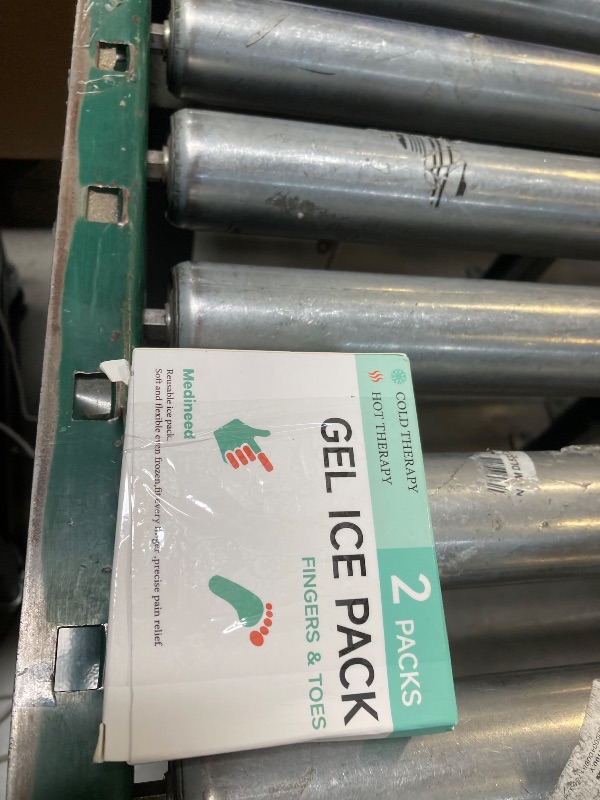 COLD THERAPY
HOT THERAPY
2 PACKS
GEL ICE PACK
FINGERS & TOES
Medineed
Reusable ice pack.
Soft and flexible even frozen,fit every finger ,precise pain relief.